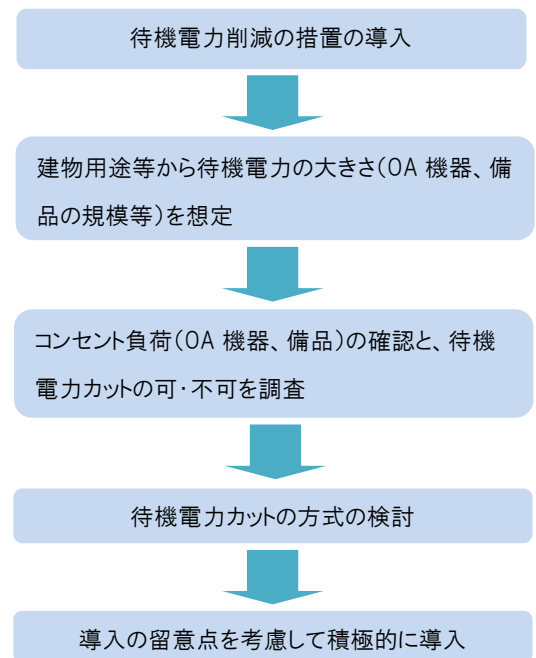 待機電力削減の措置の導入
建物用途等から待機電力の大きさ(OA 機器、備
品の規模等)を想定
コンセント負荷(OA 機器、備品)の確認と、待機
電力カットの可・不可を調査
待機電力カットの方式の検討
導入の留意点を考慮して積極的に導入